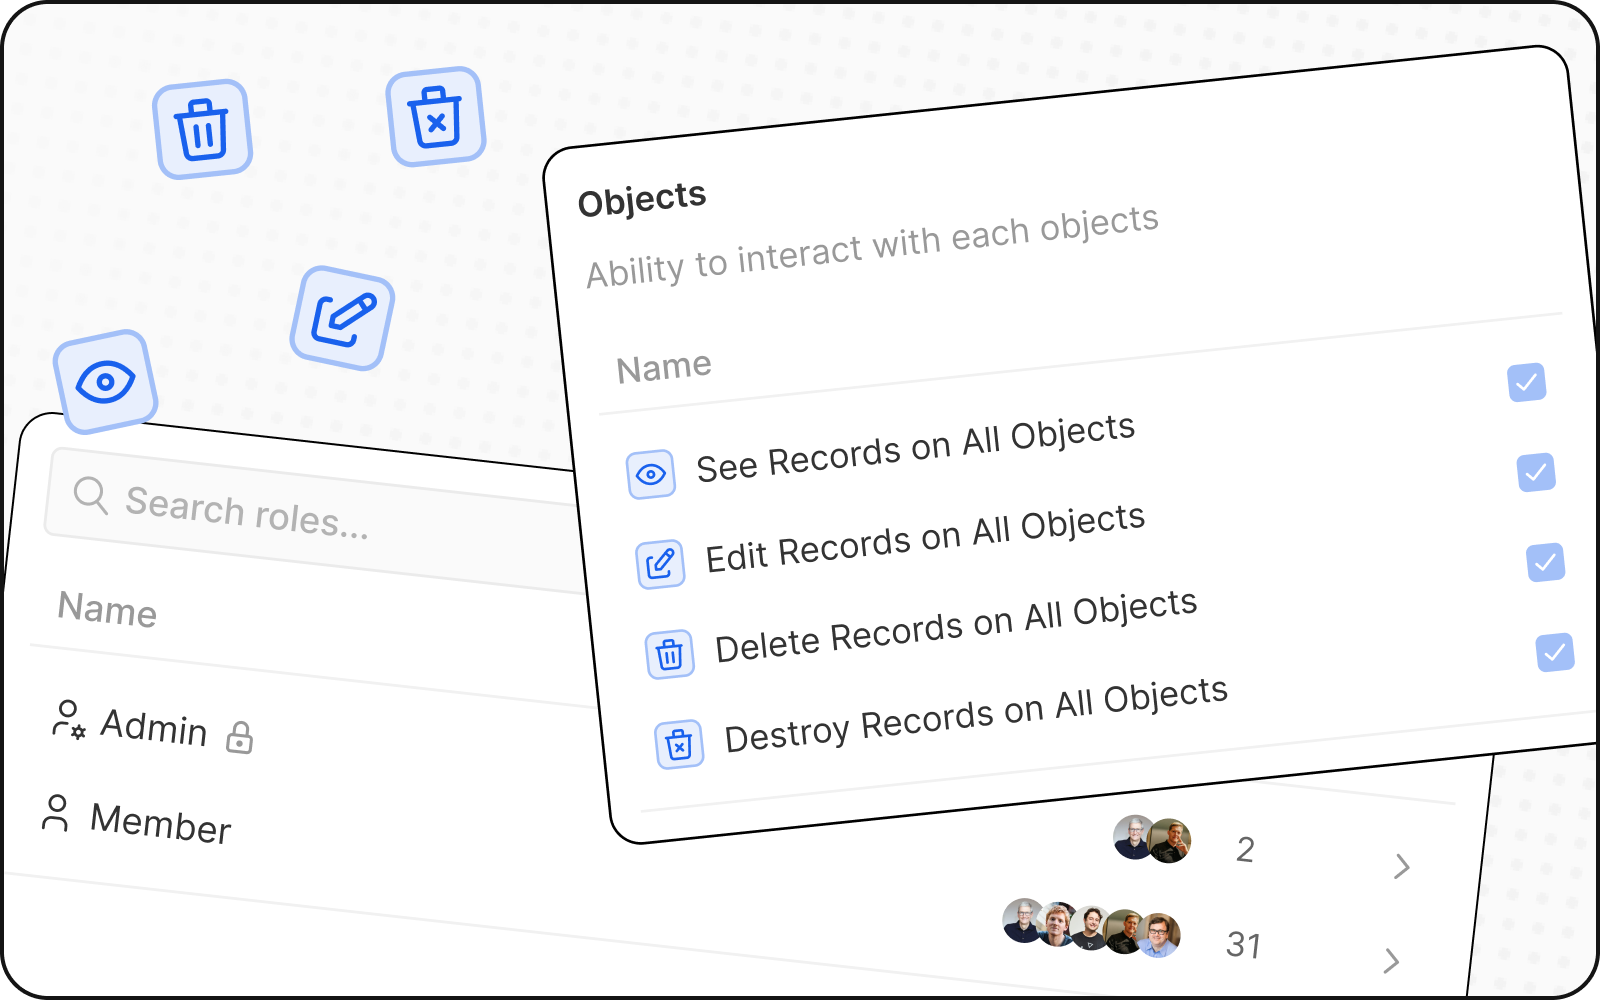 Objects
Ability to interact with each objects
Name
See Records on All Objects
Edit Records on All Objects
Delete Records on All Objects
Destroy Records on All Objects
Search roles...
Name
Admin
2
Member
31